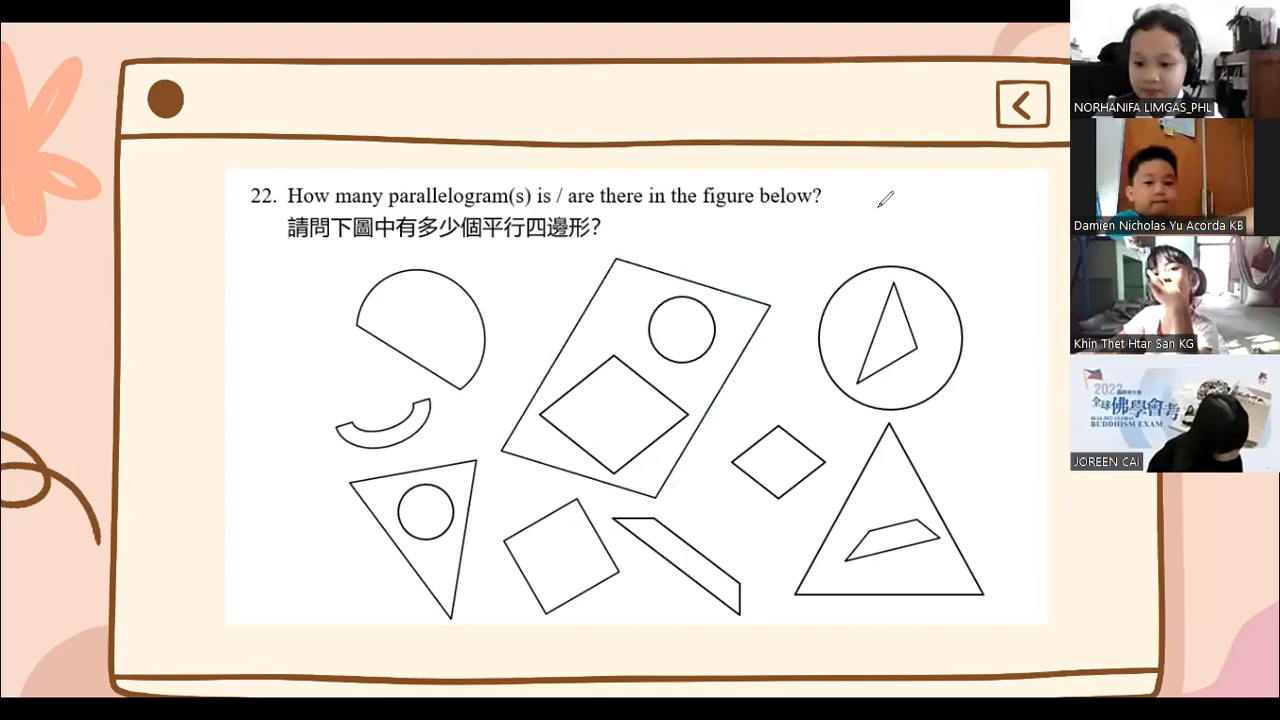 22. How many parallelogram(s) is / are there in the figure below?
請問下圖中有多少個平行四邊形?
NORHANIFA LIMGAS_PHL
Damien Nicholas Yu Acorda KB
Khin Thet Htar San KG
2022
全球佛學會考
BUDDHISM EXAM
JOREEN CAI